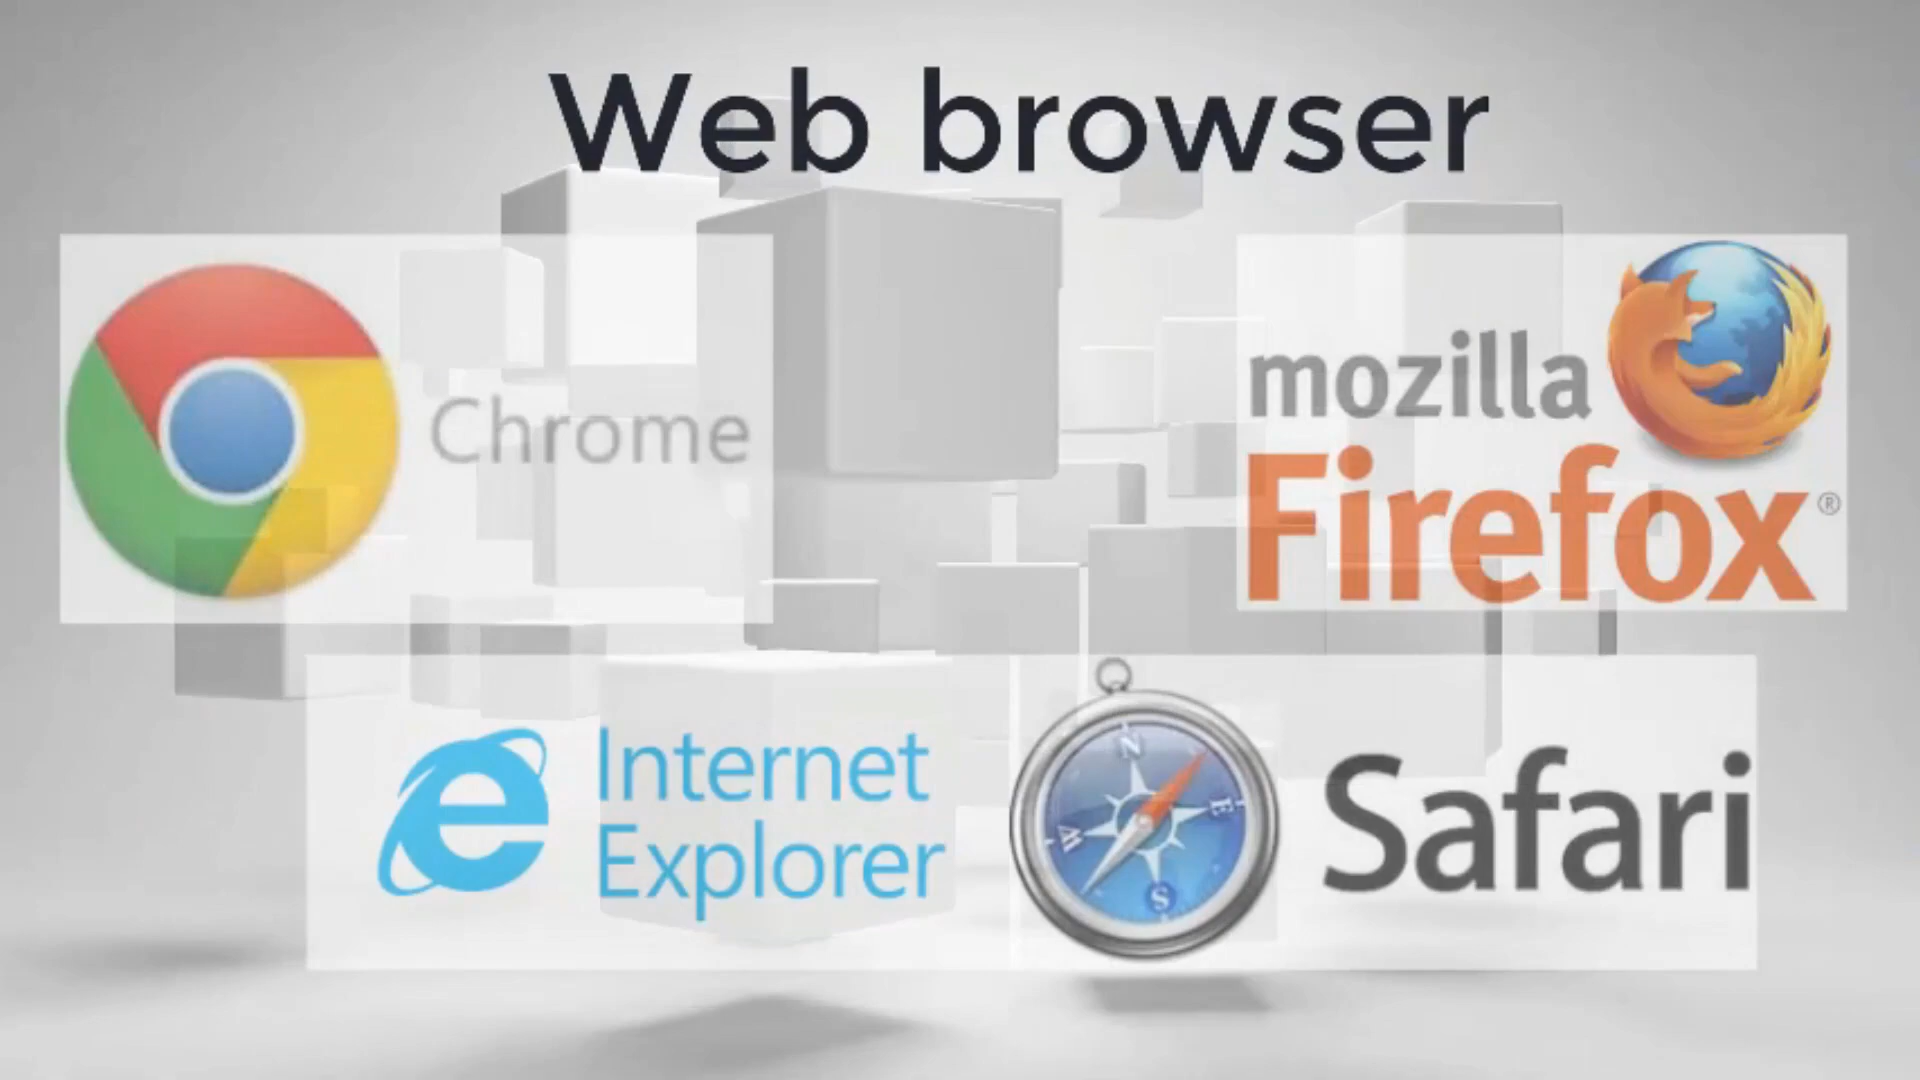 Web browser
Chrome
mozilla
Firefox®
Internet
Explorer
N
E
W
S
Safari